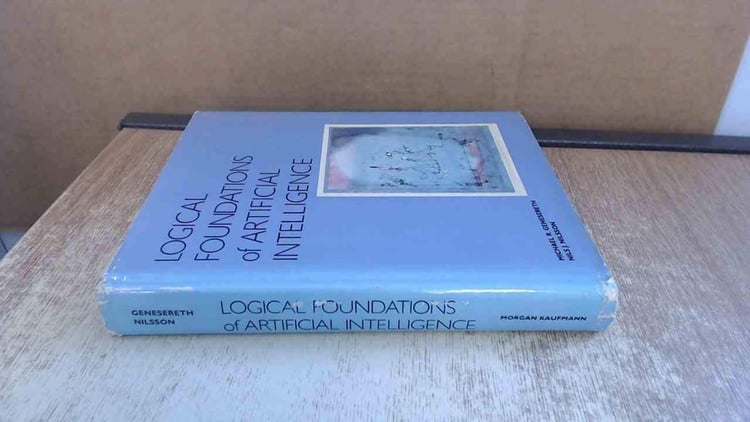 LOGICAL
FOUNDATIONS
of ARTIFICIAL
INTELLIGENCE
MICHAEL R. GENESERETH
NILS J. NILSSON
GENESERETH
NILSSON
LOGICAL FOUNDATIONS
of ARTIFICIAL INTELLIGENCE
MORGAN KAUFMANN